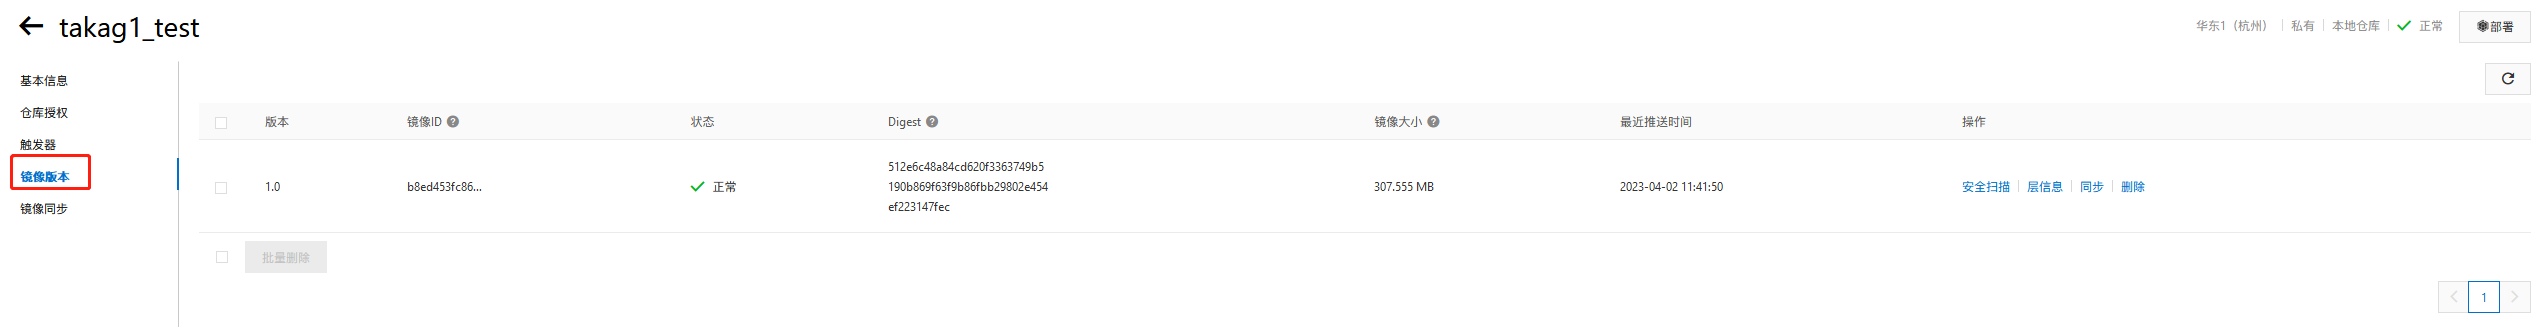 takag1_test
华东1（杭州）
私有
本地仓库
正常
部署
基本信息
仓库授权
触发器
镜像版本
镜像同步
版本
镜像ID
状态
Digest
镜像大小
最近推送时间
操作
1.0
b8ed453fc86...
正常
512e6c48a84cd620f3363749b5
190b869f63f9b86fbb29802e454
ef223147fec
307.555 MB
2023-04-02 11:41:50
安全扫描
层信息
同步
删除
批量删除
1